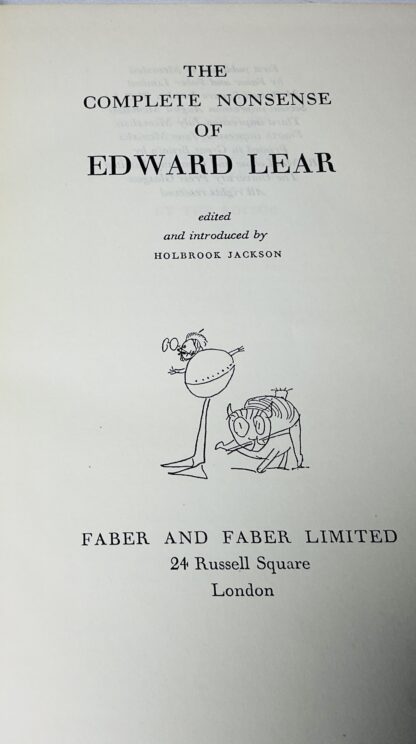 THE
COMPLETE NONSENSE
OF
EDWARD LEAR
edited
and introduced by
HOLBROOK JACKSON
FABER AND FABER LIMITED
24 Russell Square
London